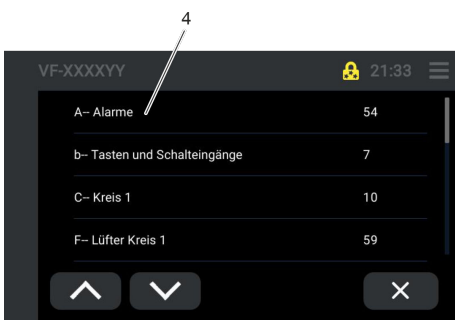 4
VF-XXXXYY 21:33
A-- Alarme 54
b-- Tasten und Schalteingänge 7
C-- Kreis 1 10
F-- Lüfter Kreis 1 59